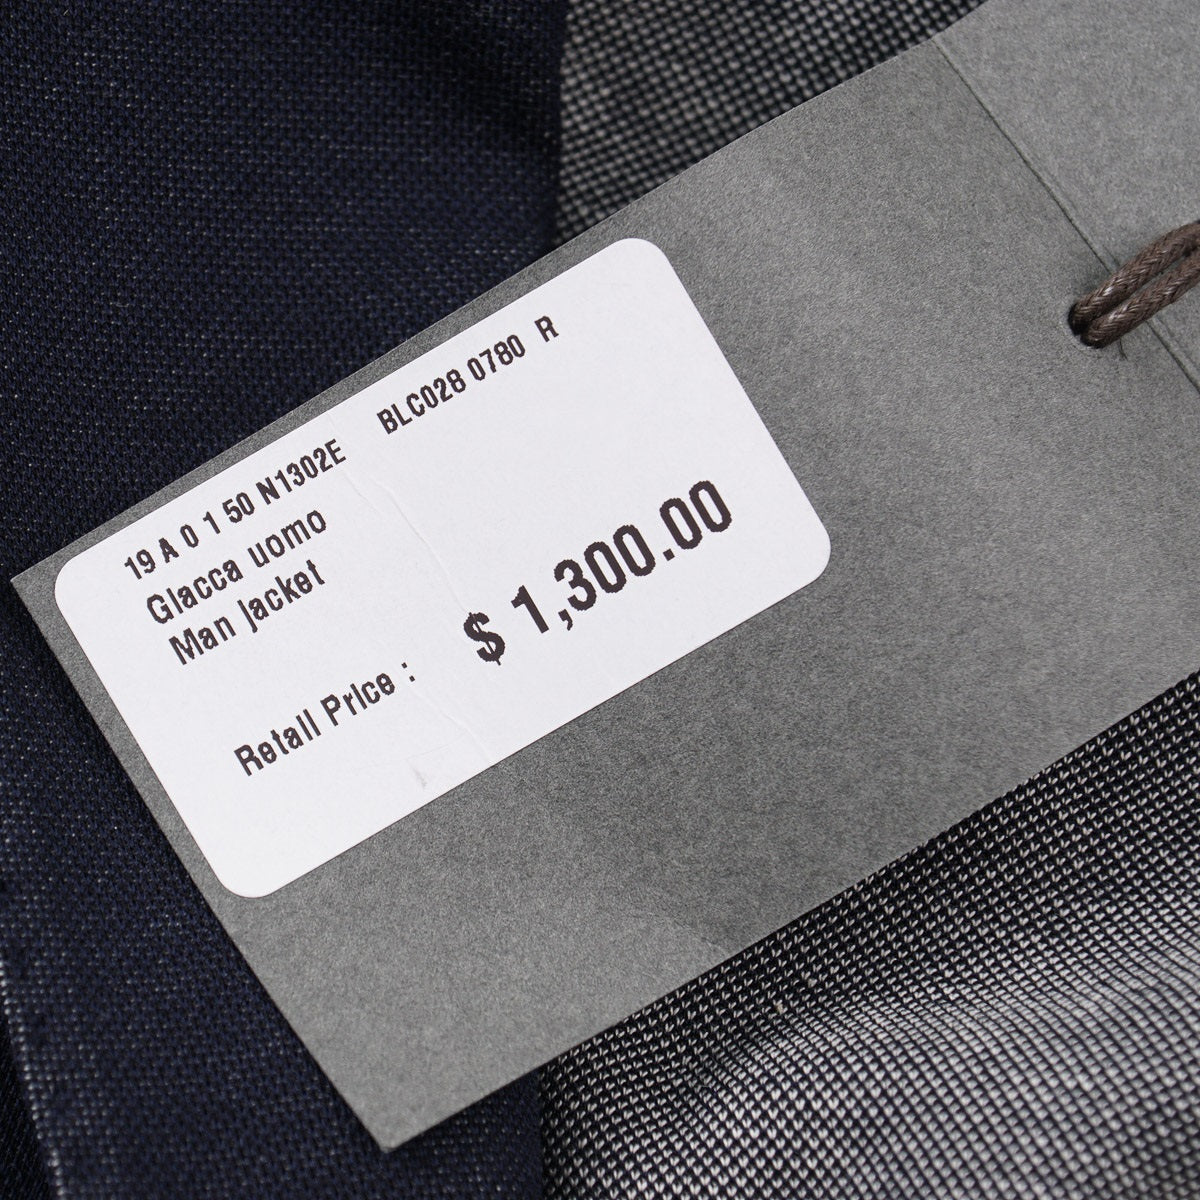 19 A 0 1 50 N1302E BLC028 0780 R
Giacca uomo
Man jacket
Retail Price : $ 1,300.00